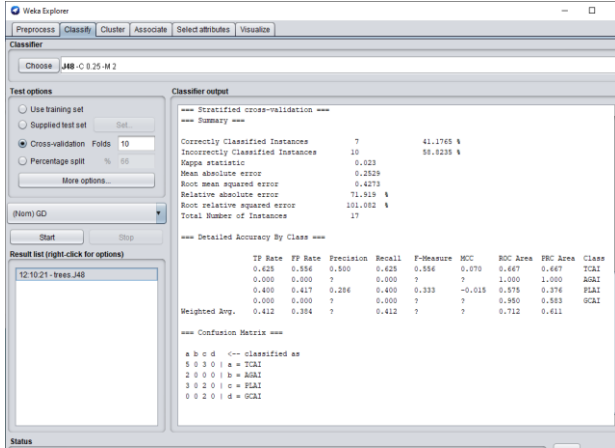 Weka Explorer
Preprocess Classify Cluster Associate Select attributes Visualize
Classifier
Choose J48 -C 0.25 -M 2
Test options
Use training set
Supplied test set Set...
Cross-validation Folds 10
Percentage split % 66
More options...
(Nom) GD
Start Stop
Result list (right-click for options)
12:10:21 - trees.J48
Classifier output
=== Stratified cross-validation ===
=== Summary ===
Correctly Classified Instances 7 41.1765 %
Incorrectly Classified Instances 10 58.8235 %
Kappa statistic 0.023
Mean absolute error 0.2529
Root mean squared error 0.4273
Relative absolute error 71.919 %
Root relative squared error 101.082 %
Total Number of Instances 17
=== Detailed Accuracy By Class ===
TP Rate FP Rate Precision Recall F-Measure MCC ROC Area PRC Area Class
0.625 0.556 0.500 0.625 0.556 0.070 0.667 0.667 TCAI
0.000 0.000 ? 0.000 ? ? 1.000 1.000 AGAI
0.400 0.417 0.286 0.400 0.333 -0.015 0.575 0.376 PLAI
0.000 0.000 ? 0.000 ? ? 0.950 0.583 GCAI
Weighted Avg. 0.412 0.384 ? 0.412 ? ? 0.712 0.611
=== Confusion Matrix ===
a b c d <-- classified as
5 0 3 0 | a = TCAI
2 0 0 0 | b = AGAI
3 0 2 0 | c = PLAI
0 0 2 0 | d = GCAI
Status